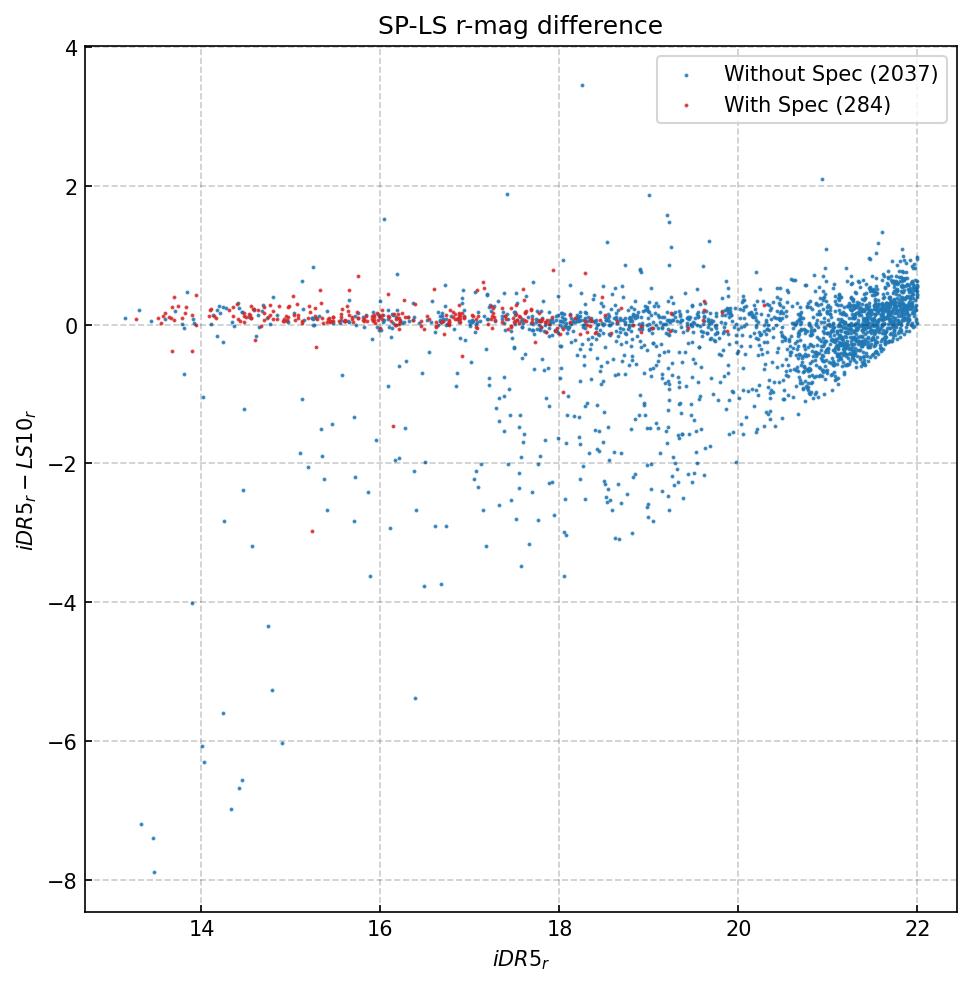 SP-LS r-mag difference
Without Spec (2037)
With Spec (284)
4
2
0
−2
−4
−6
−8
iDR5r − LS10r
14
16
18
20
22
iDR5r